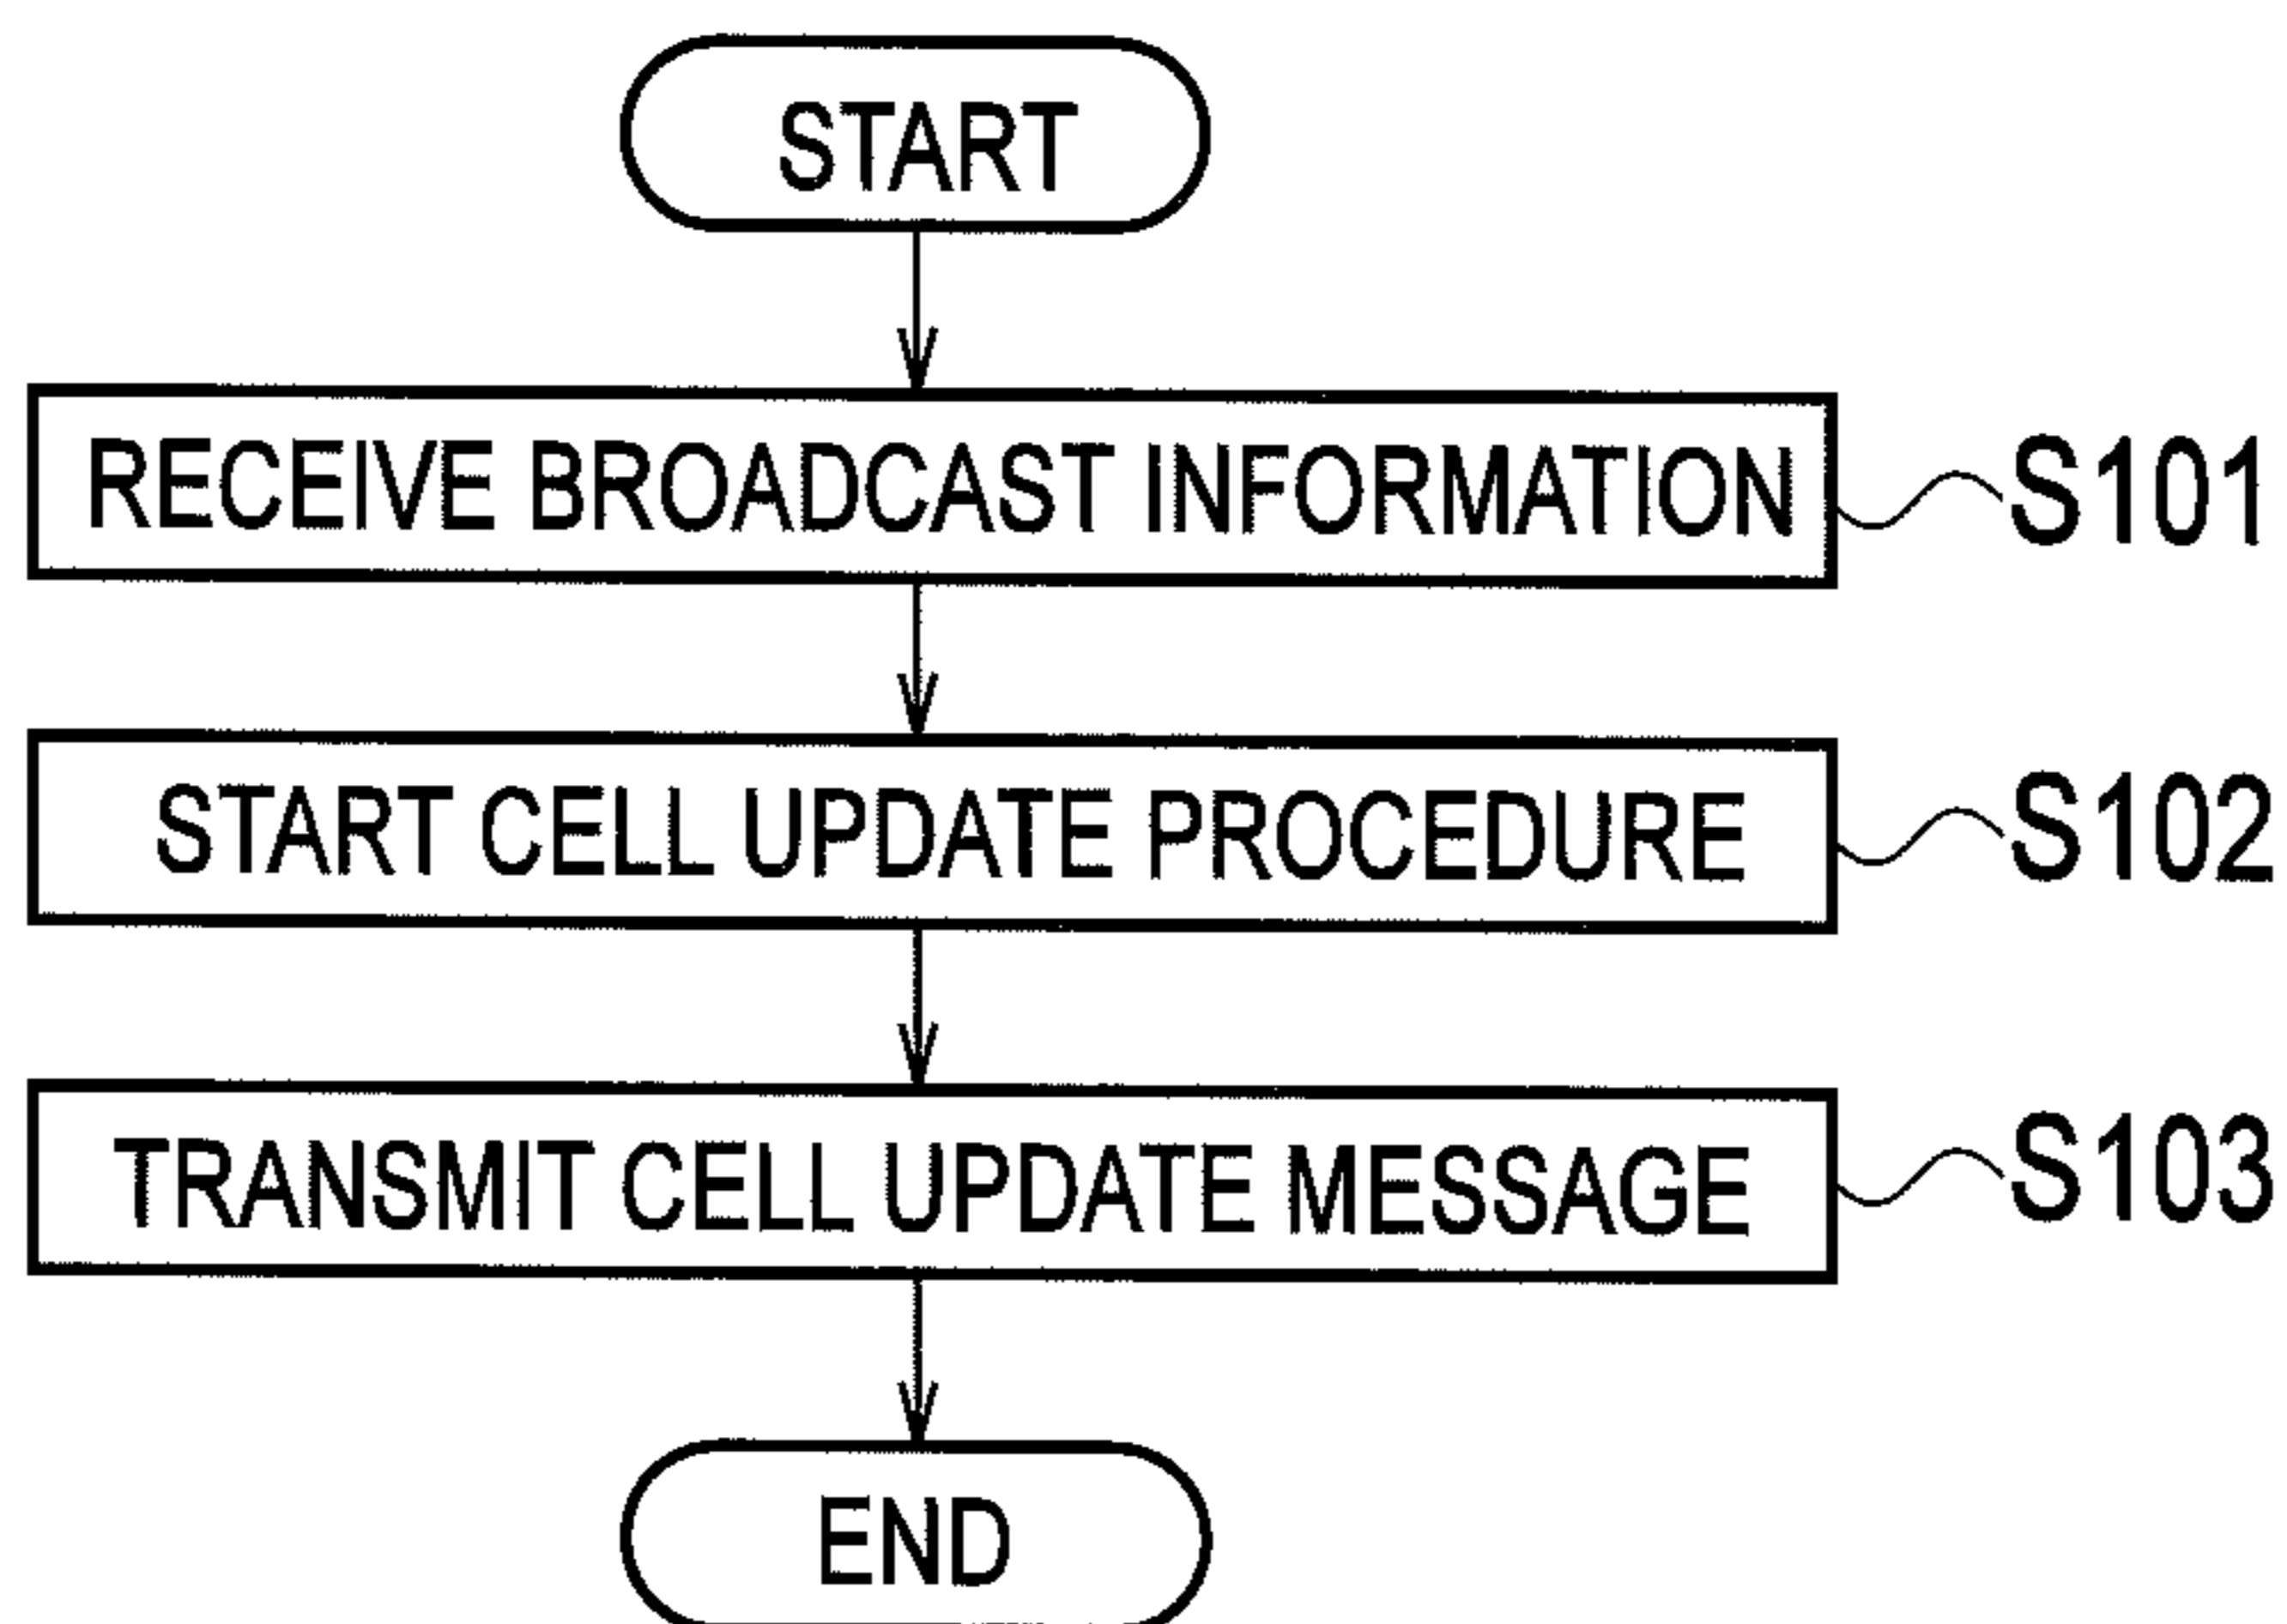 START
RECEIVE BROADCAST INFORMATION S101
START CELL UPDATE PROCEDURE S102
TRANSMIT CELL UPDATE MESSAGE S103
END